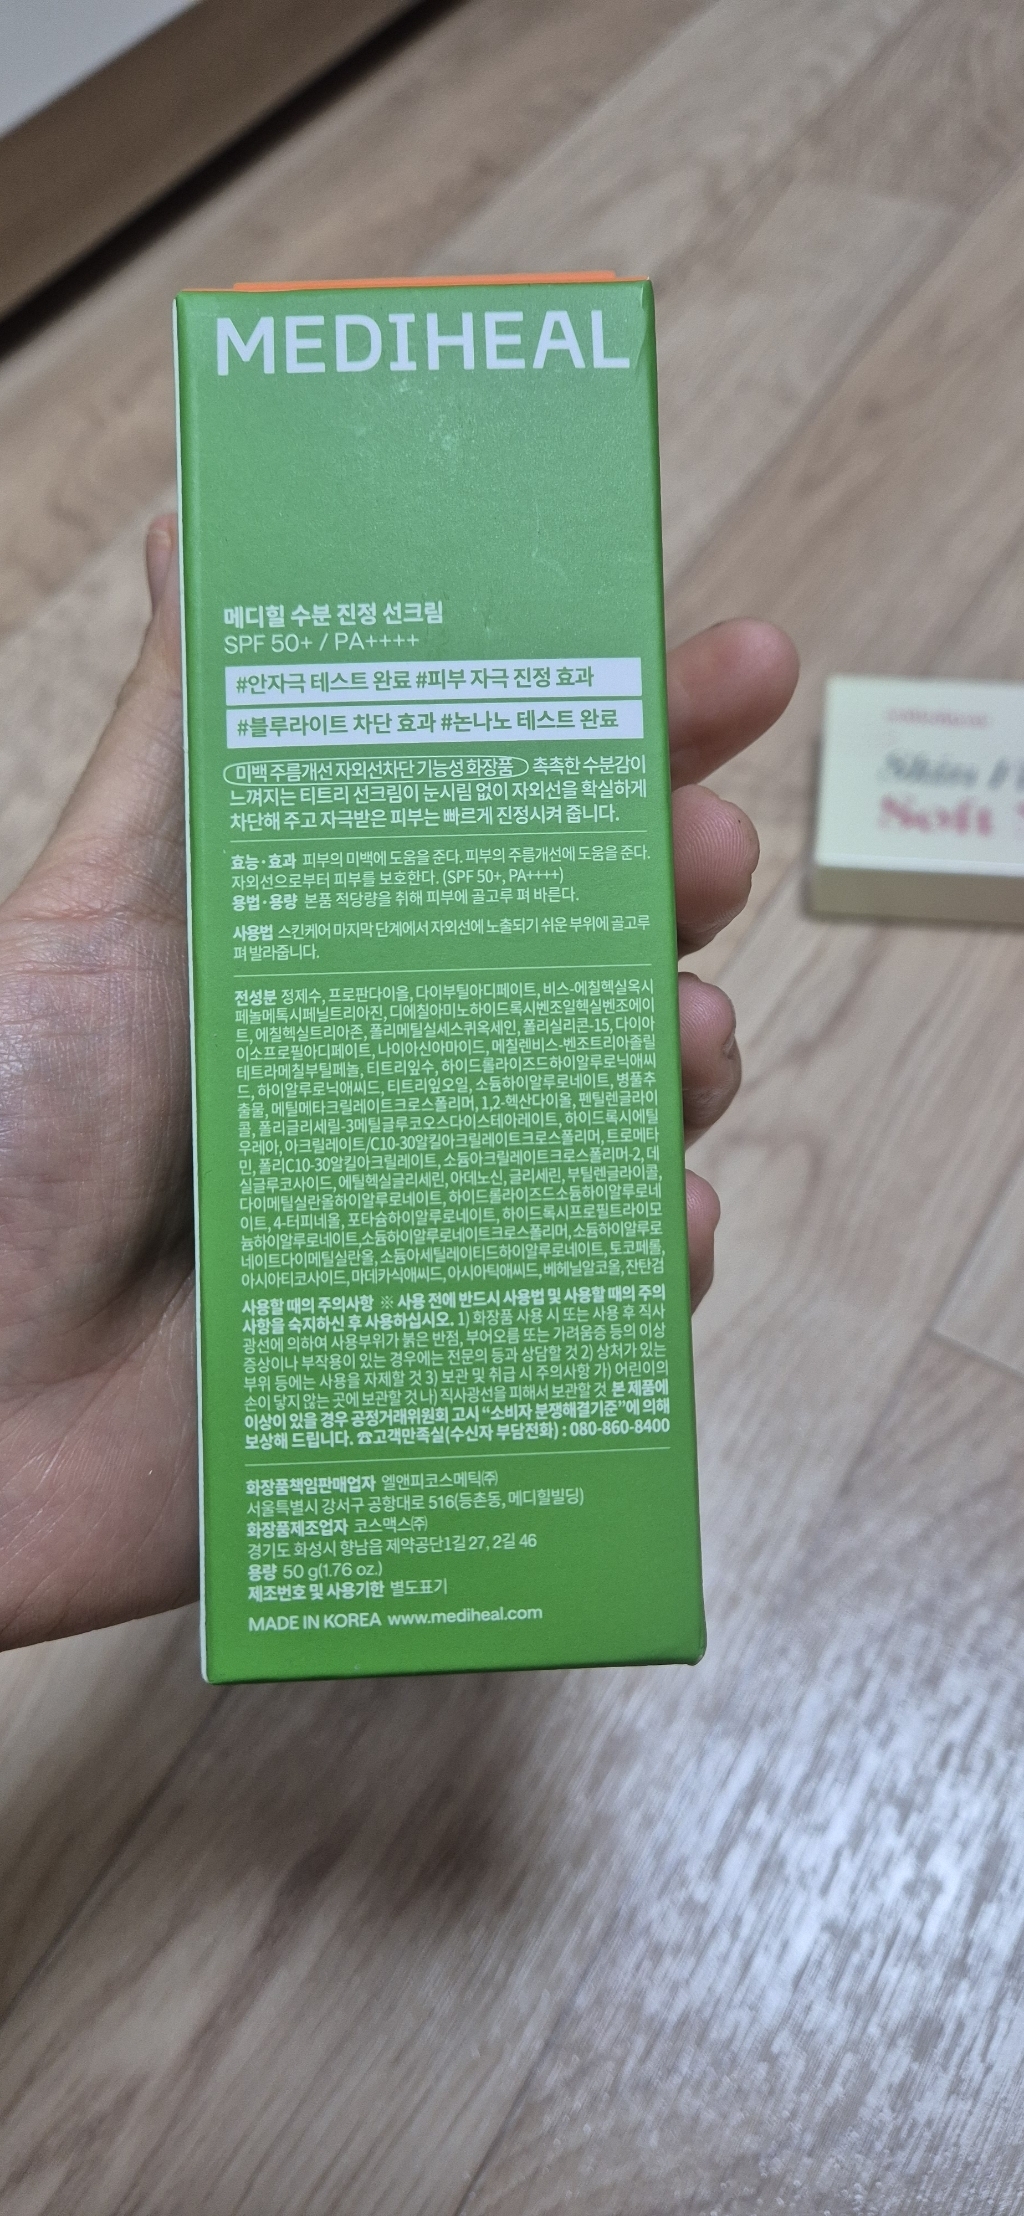 MEDIHEAL
메디힐 수분 진정 선크림
SPF 50+ / PA++++
#안자극 테스트 완료 #피부 자극 진정 효과
#블루라이트 차단 효과 #논나노 테스트 완료
미백 주름개선 자외선차단 기능성 화장품 촉촉한 수분감이
느껴지는 티트리 선크림이 눈시림 없이 자외선을 확실하게
차단해 주고 자극받은 피부는 빠르게 진정시켜 줍니다.
효능·효과 피부의 미백에 도움을 준다. 피부의 주름개선에 도움을 준다.
자외선으로부터 피부를 보호한다. (SPF 50+, PA++++)
용법·용량 본품 적당량을 취해 피부에 골고루 펴 바른다.
사용법 스킨케어 마지막 단계에서 자외선에 노출되기 쉬운 부위에 골고루
펴 발라줍니다.
전성분 정제수, 프로판다이올, 다이부틸아디페이트, 비스-에칠헥실옥시
페놀메톡시페닐트리아진, 디에칠아미노하이드록시벤조일헥실벤조에이
트, 에칠헥실트리아존, 폴리메틸실세스퀴옥세인, 폴리실리콘-15, 다이아
이소프로필아디페이트, 나이아신아마이드, 메칠렌비스-벤조트리아졸릴
테트라메칠부틸페놀, 티트리잎수, 하이드롤라이즈드하이알루로닉애씨
드, 하이알루로닉애씨드, 티트리잎오일, 소듐하이알루로네이트, 병풀추
출물, 메틸메타크릴레이트크로스폴리머, 1,2-헥산다이올, 펜틸렌글라이
콜, 폴리글리세릴-3메틸글루코오스다이스테아레이트, 하이드록시에틸
우레아, 아크릴레이트/C10-30알킬아크릴레이트크로스폴리머, 트로메타
민, 폴리C10-30알킬아크릴레이트, 소듐아크릴레이트크로스폴리머-2, 데
실글루코사이드, 에틸헥실글리세린, 아데노신, 글리세린, 부틸렌글라이콜,
다이메틸실란올하이알루로네이트, 하이드롤라이즈드소듐하이알루로네
이트, 4-터피네올, 포타슘하이알루로네이트, 하이드록시프로필트라이모
늄하이알루로네이트,소듐하이알루로네이트크로스폴리머,소듐하이알루로
네이트다이메틸실란올, 소듐아세틸레이티드하이알루로네이트, 토코페롤,
아시아티코사이드, 마데카식애씨드, 아시아틱애씨드, 베헤닐알코올, 잔탄검
사용할 때의 주의사항 ※ 사용 전에 반드시 사용법 및 사용할 때의 주의
사항을 숙지하신 후 사용하십시오. 1) 화장품 사용 시 또는 사용 후 직사
광선에 의하여 사용부위가 붉은 반점, 부어오름 또는 가려움증 등의 이상
증상이나 부작용이 있는 경우에는 전문의 등과 상담할 것 2) 상처가 있는
부위 등에는 사용을 자제할 것 3) 보관 및 취급 시 주의사항 가) 어린이의
손이 닿지 않는 곳에 보관할 것 나) 직사광선을 피해서 보관할 것 본 제품에
이상이 있을 경우 공정거래위원회 고시 “소비자 분쟁해결기준”에 의해
보상해 드립니다. ☎고객만족실(수신자 부담전화) : 080-860-8400
화장품책임판매업자 엘앤피코스메틱㈜
서울특별시 강서구 공항대로 516(등촌동, 메디힐빌딩)
화장품제조업자 코스맥스㈜
경기도 화성시 향남읍 제약공단1길 27, 2길 46
용량 50 g(1.76 oz.)
제조번호 및 사용기한 별도표기
MADE IN KOREA www.mediheal.com
Skin
Soft